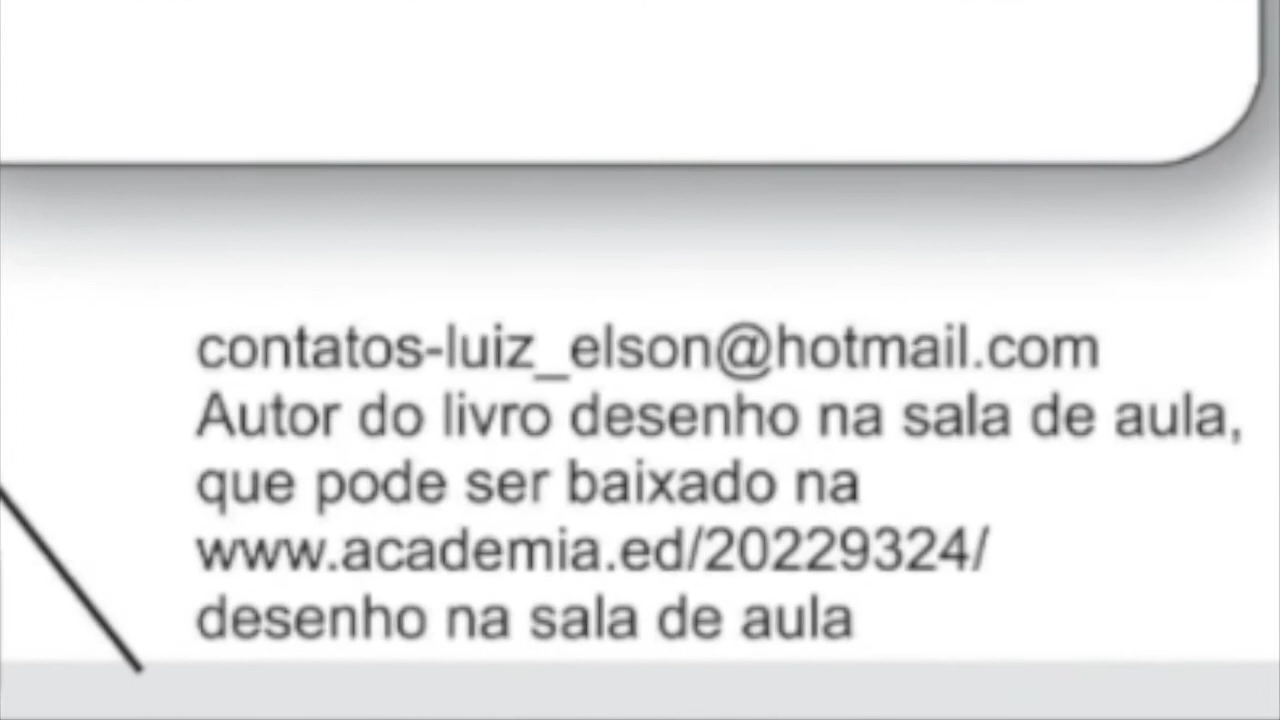 contatos-luiz_elson@hotmail.com
Autor do livro desenho na sala de aula,
que pode ser baixado na
www.academia.ed/20229324/
desenho na sala de aula